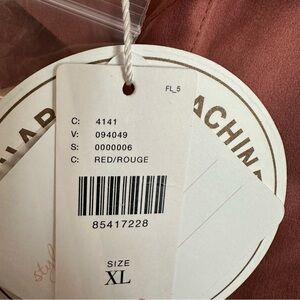 FL_5
C: 4141
V: 094049
S: 0000006
C: RED/ROUGE
85417228
SIZE
XL